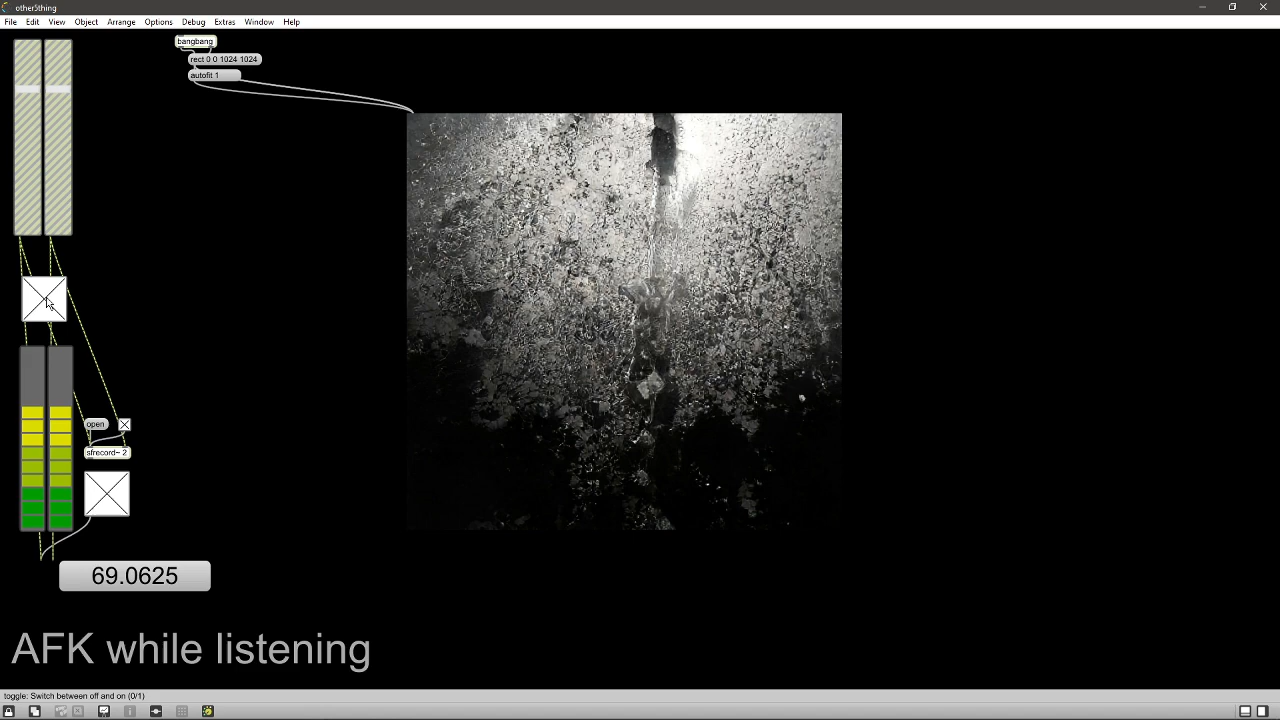 other5thing
File Edit View Object Arrange Options Debug Extras Window Help
bangbang
rect 0 0 1024 1024
autofit 1
open
sfrecord~ 2
69.0625
AFK while listening
toggle: Switch between off and on (0/1)